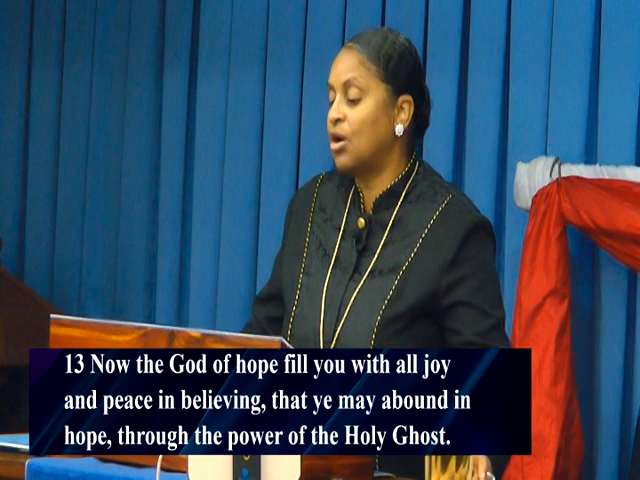 13 Now the God of hope fill you with all joy
and peace in believing, that ye may abound in
hope, through the power of the Holy Ghost.